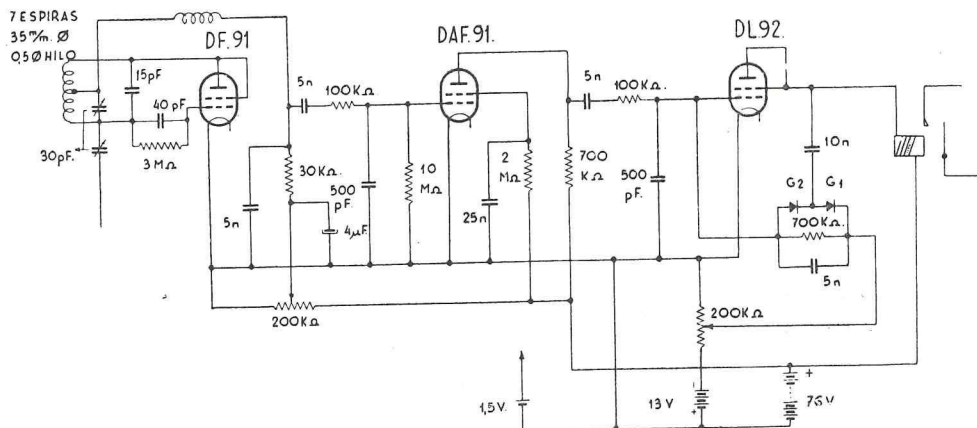 7 ESPIRAS
35 m/m. Ø
0,5 Ø HILO
DF.91
DAF.91.
DL.92.
15pF
40 pF
30pF.
3 MΩ
5n
100KΩ
30KΩ.
500
pF.
4µF.
5n
10
MΩ
2
MΩ
25n
700
KΩ
5n
100KΩ
500
pF.
10n
G2
G1
700KΩ.
5n
200KΩ
200KΩ
1,5V.
13 V
+
+
75V